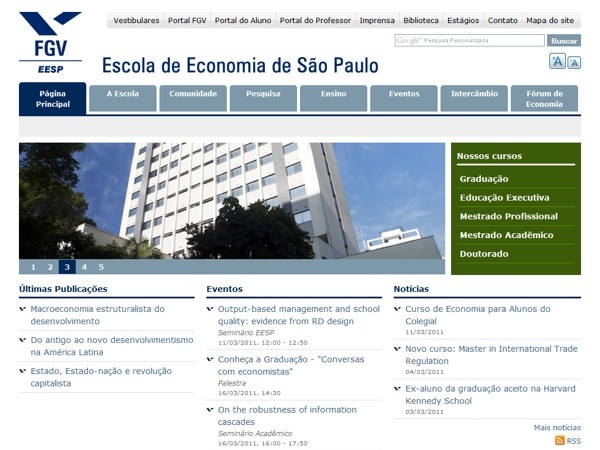 Vestibulares Portal FGV Portal do Aluno Portal do Professor Imprensa Biblioteca Estágios Contato Mapa do site
Google™ Pesquisa Personalizada Buscar
FGV
EESP
Escola de Economia de São Paulo
A A
Página Principal
A Escola
Comunidade
Pesquisa
Ensino
Eventos
Intercâmbio
Fórum de Economia
Nossos cursos
Graduação
Educação Executiva
Mestrado Profissional
Mestrado Acadêmico
Doutorado
1 2 3 4 5
Últimas Publicações
Macroeconomia estruturalista do
desenvolvimento
Do antigo ao novo desenvolvimentismo
na América Latina
Estado, Estado-nação e revolução
capitalista
Eventos
Output-based management and school
quality: evidence from RD design
Seminário EESP
11/03/2011, 12:00 - 12:50
Conheça a Graduação - "Conversas
com economistas"
Palestra
16/03/2011, 14:30
On the robustness of information
cascades
Seminário Acadêmico
16/03/2011, 16:00 - 17:50
Notícias
Curso de Economia para Alunos do
Colegial
11/03/2011
Novo curso: Master in International Trade
Regulation
04/03/2011
Ex-aluno da graduação aceito na Harvard
Kennedy School
03/03/2011
Mais notícias
RSS